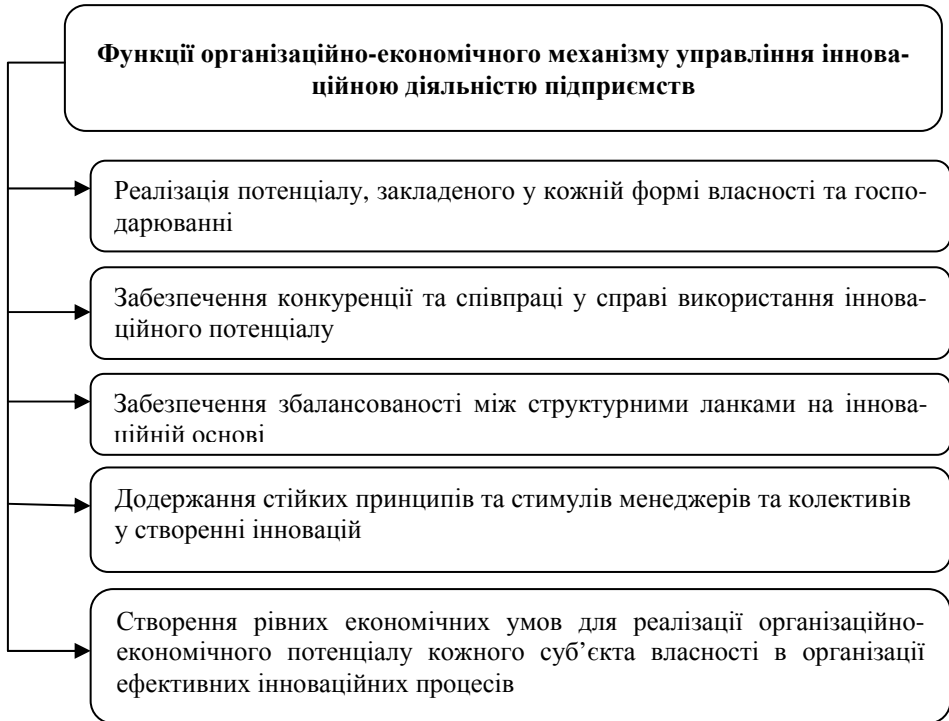 Функції організаційно-економічного механізму управління іннова-
ційною діяльністю підприємств
Реалізація потенціалу, закладеного у кожній формі власності та госпо-
дарюванні
Забезпечення конкуренції та співпраці у справі використання іннова-
ційного потенціалу
Забезпечення збалансованості між структурними ланками на іннова-
ційній основі
Додержання стійких принципів та стимулів менеджерів та колективів
у створенні інновацій
Створення рівних економічних умов для реалізації організаційно-
економічного потенціалу кожного суб’єкта власності в організації
ефективних інноваційних процесів